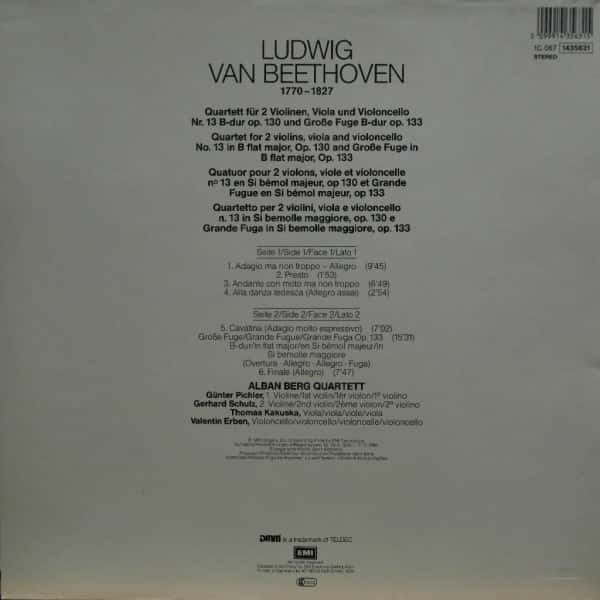 1C 067 1435631
STEREO
LUDWIG
VAN BEETHOVEN
1770–1827
Quartett für 2 Violinen, Viola und Violoncello
Nr. 13 B-dur op. 130 und Große Fuge B-dur op. 133
Quartet for 2 violins, viola and violoncello
No. 13 in B flat major, Op. 130 and Große Fuge in
B flat major, Op. 133
Quatuor pour 2 violons, viole et violoncelle
nº 13 en Si bémol majeur, op 130 et Grande
Fugue en Si bémol majeur, op 133
Quartetto per 2 violini, viola e violoncello
n. 13 in Si bemolle maggiore, op. 130 e
Grande Fuga in Si bemolle maggiore, op. 133
Seite 1/Side 1/Face 1/Lato 1
1. Adagio ma non troppo – Allegro (9'45)
2. Presto (1'53)
3. Andante con moto ma non troppo (6'49)
4. Alla danza tedesca (Allegro assai) (2'54)
Seite 2/Side 2/Face 2/Lato 2
5. Cavatina (Adagio molto espressivo) (7'02)
Große Fuge/Grande Fugue/Grande Fuga Op. 133 (15'31)
B-dur/in flat major/en Si bémol majeur/in
Si bemolle maggiore
(Overtura - Allegro - Allegro - Fuga)
6. Finale (Allegro) (7'47)
ALBAN BERG QUARTETT
Günter Pichler, 1. Violine/1st violin/1er violon/1º violino
Gerhard Schulz, 2. Violine/2nd violin/2ème violon/2º violino
Thomas Kakuska, Viola/viola/viole/viola
Valentin Erben, Violoncello/violoncello/violoncelle/violoncello
DMM is a trademark of TELDEC
EMI
All rights reserved